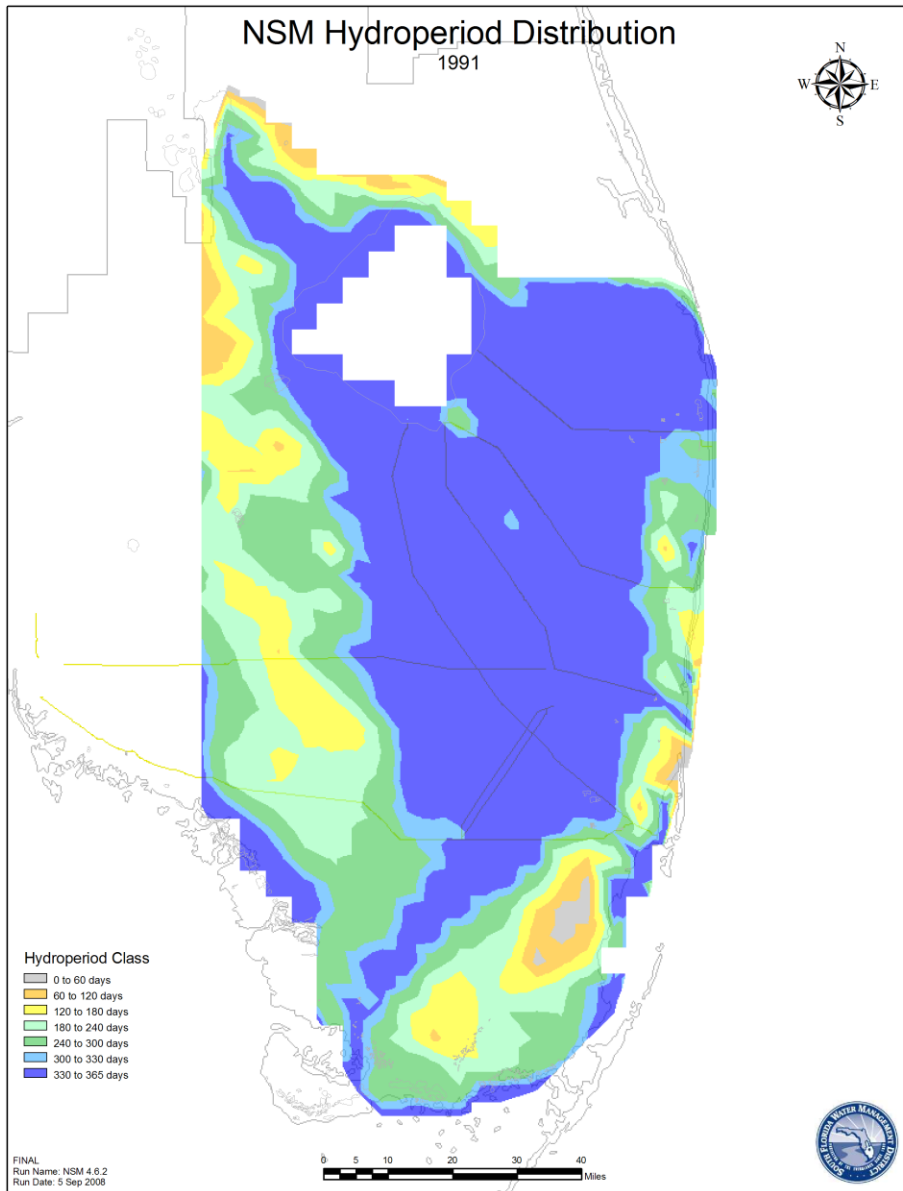 NSM Hydroperiod Distribution
1991
N
W E
S
Hydroperiod Class
0 to 60 days
60 to 120 days
120 to 180 days
180 to 240 days
240 to 300 days
300 to 330 days
330 to 365 days
FINAL
Run Name: NSM 4.6.2
Run Date: 5 Sep 2008
0 5 10 20 30 40
Miles
SOUTH FLORIDA WATER MANAGEMENT DISTRICT